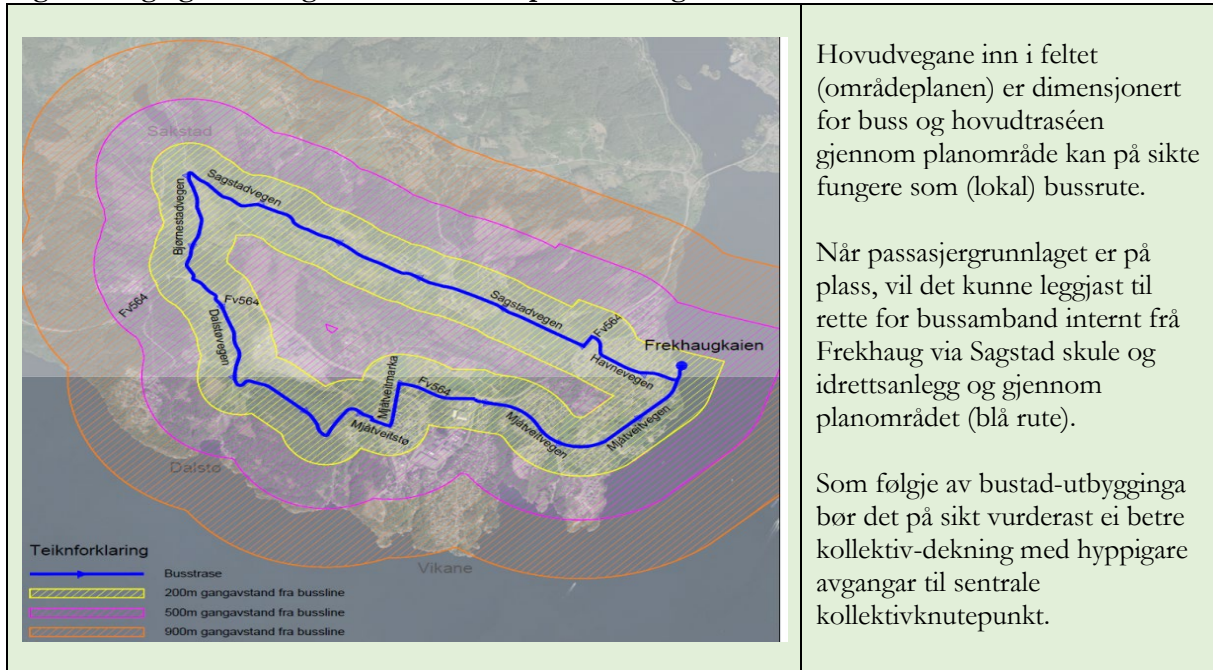 Sakstad
Sagstadvegen
Bjørnestadvegen
Fv564
Fv564
Dalstøvegen
Sagstadvegen
Fv564
Frekhaugkaien
Havnevegen
Mjåtveitmarka
Fv564
Mjåtveitstø
Mjåtveitvegen
Mjåtveitvegen
Dalstø
Vikane
Teiknforklaring
Busstrase
200m gangavstand fra bussline
500m gangavstand fra bussline
900m gangavstand fra bussline
Hovudvegane inn i feltet
(områdeplanen) er dimensjonert
for buss og hovudtraséen
gjennom planområde kan på sikte
fungere som (lokal) bussrute.
Når passasjergrunnlaget er på
plass, vil det kunne leggjast til
rette for bussamband internt frå
Frekhaug via Sagstad skule og
idrettsanlegg og gjennom
planområdet (blå rute).
Som følgje av bustad-utbygginga
bør det på sikt vurderast ei betre
kollektiv-dekning med hyppigare
avgangar til sentrale
kollektivknutepunkt.